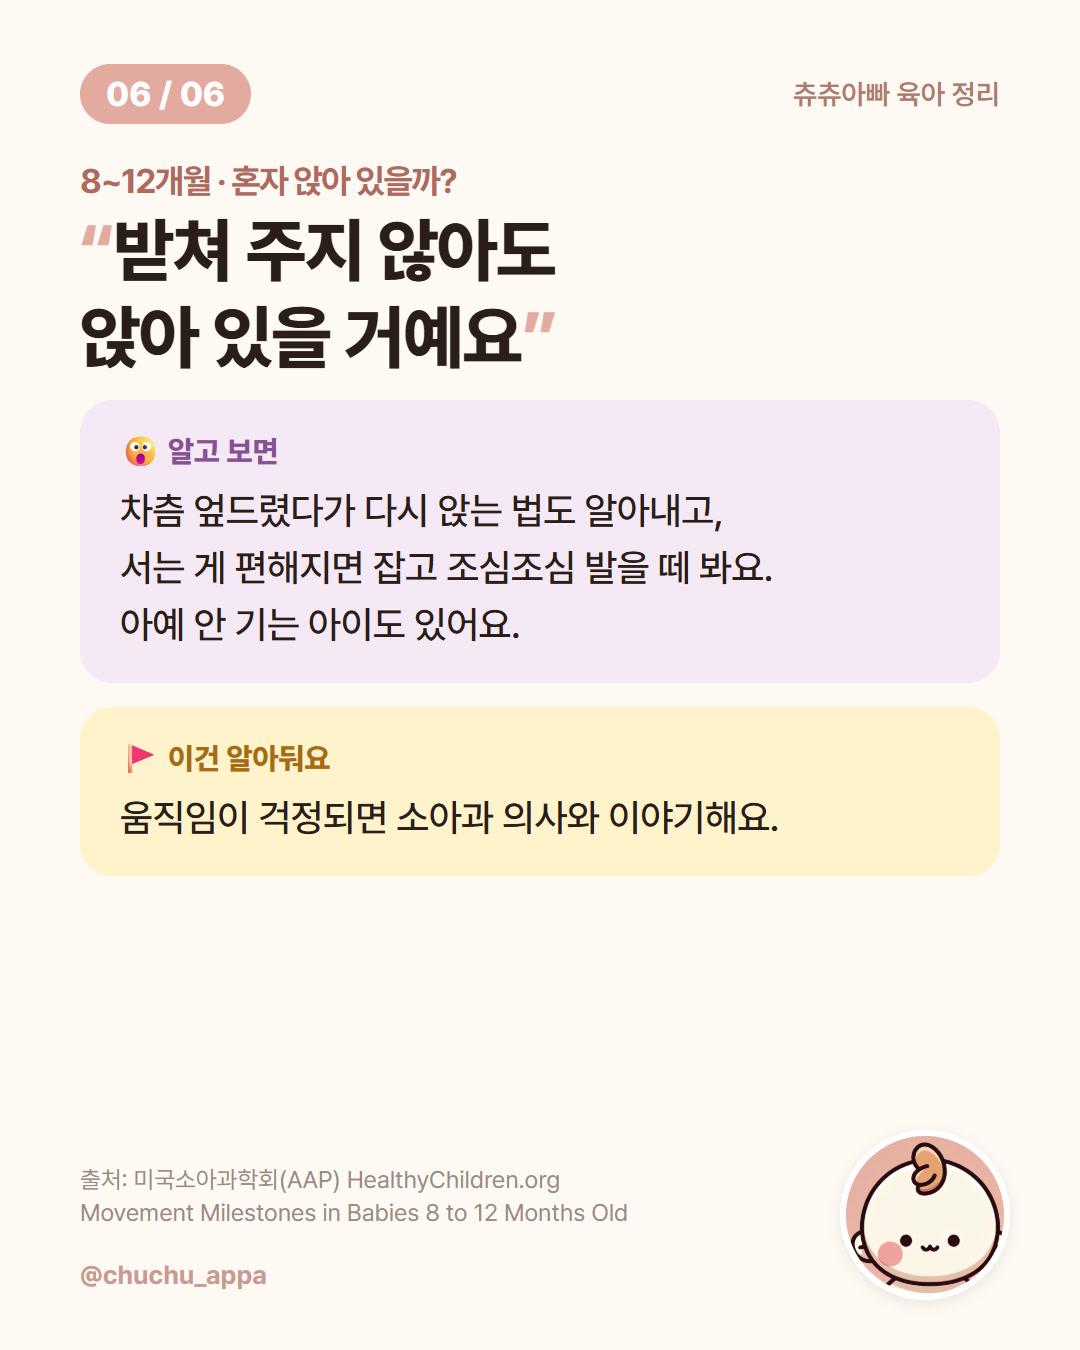 06 / 06
츄츄아빠 육아 정리
8~12개월 · 혼자 앉아 있을까?
“받쳐 주지 않아도
앉아 있을 거예요”
알고 보면
차츰 엎드렸다가 다시 앉는 법도 알아내고,
서는 게 편해지면 잡고 조심조심 발을 떼 봐요.
아예 안 기는 아이도 있어요.
이건 알아둬요
움직임이 걱정되면 소아과 의사와 이야기해요.
출처: 미국소아과학회(AAP) HealthyChildren.org
Movement Milestones in Babies 8 to 12 Months Old
@chuchu_appa